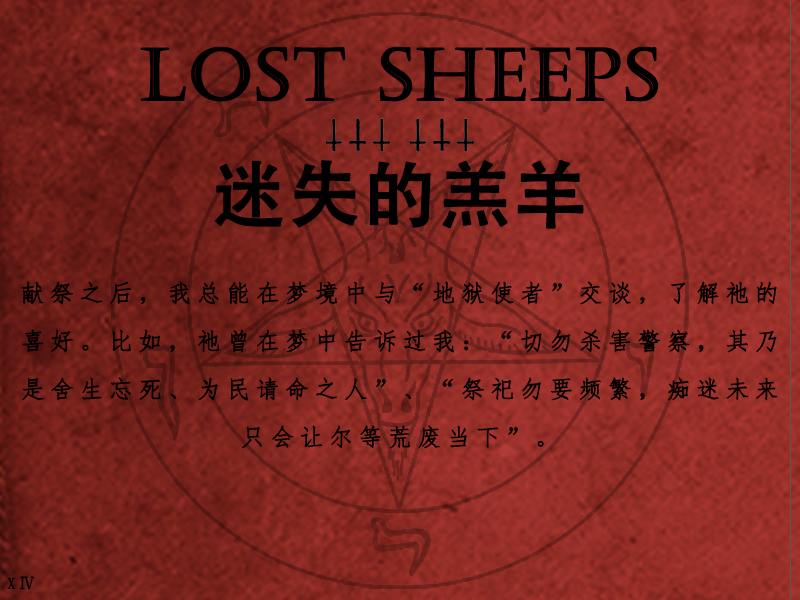 LOST SHEEPS
迷失的羔羊
献祭之后，我总能在梦境中与“地狱使者”交谈，了解祂的
喜好。比如，祂曾在梦中告诉过我：“切勿杀害警察，其乃
是舍生忘死、为民请命之人”、“祭祀勿要频繁，痴迷未来
只会让尔等荒废当下”。
X IV